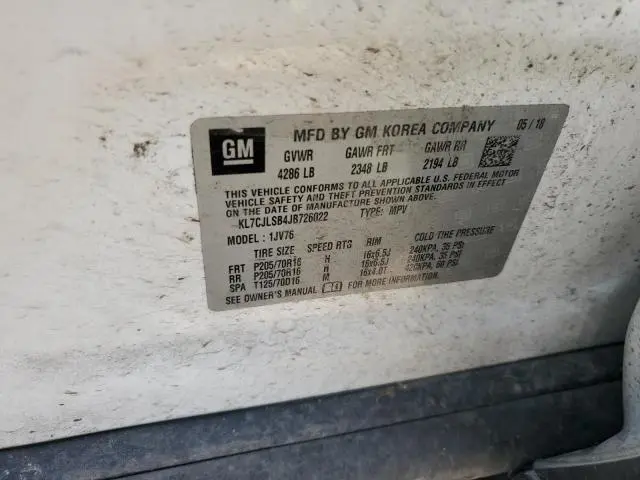 GM
MFD BY GM KOREA COMPANY 05/18
GVWR GAWR FRT GAWR RR
4286 LB 2348 LB 2194 LB
THIS VEHICLE CONFORMS TO ALL APPLICABLE U.S. FEDERAL MOTOR
VEHICLE SAFETY AND THEFT PREVENTION STANDARDS IN EFFECT
ON THE DATE OF MANUFACTURE SHOWN ABOVE.
KL7CJLSB4JB726022 TYPE: MPV
MODEL: 1JV76
TIRE SIZE SPEED RTG RIM COLD TIRE PRESSURE
FRT P205/70R16 H 16x6.5J 240KPA, 35 PSI
RR P205/70R16 H 16x6.5J 240KPA, 35 PSI
SPA T125/70D16 M 16x4.0T 420KPA, 60 PSI
SEE OWNER'S MANUAL FOR MORE INFORMATION.